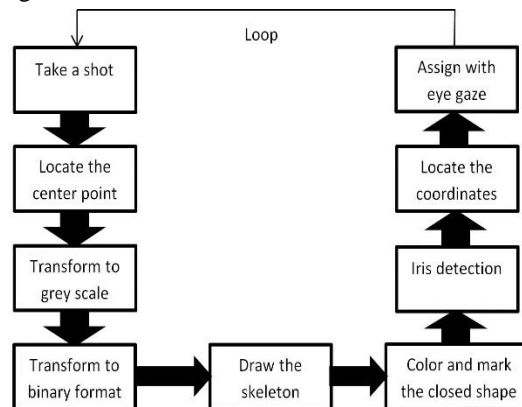 Loop
Take a shot
Locate the
center point
Transform to
grey scale
Transform to
binary format
Draw the
skeleton
Color and mark
the closed shape
Iris detection
Locate the
coordinates
Assign with
eye gaze